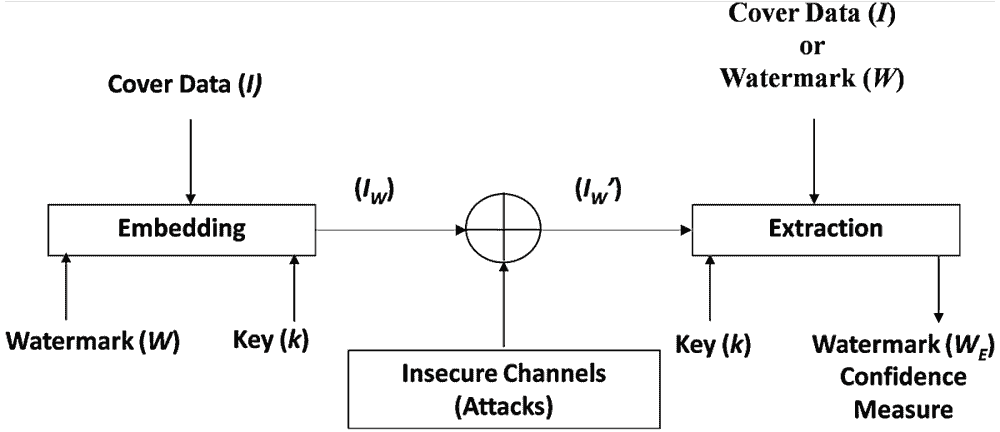 Cover Data (I)
or
Watermark (W)
Cover Data (I)
(I_W)
(I_W′)
Embedding
Extraction
Watermark (W)
Key (k)
Insecure Channels
(Attacks)
Key (k)
Watermark (W_E)
Confidence
Measure